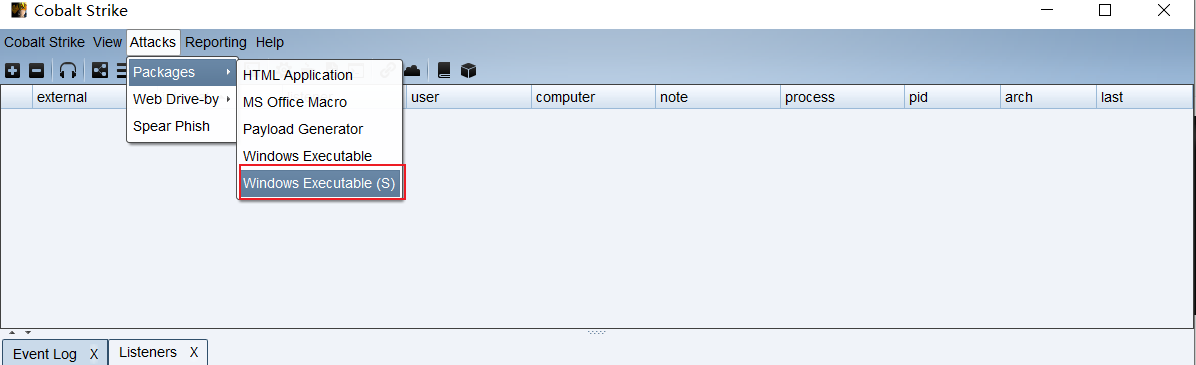 Cobalt Strike
Cobalt Strike View Attacks Reporting Help
Packages
Web Drive-by
Spear Phish
HTML Application
MS Office Macro
Payload Generator
Windows Executable
Windows Executable (S)
external user computer note process pid arch last
Event Log X Listeners X